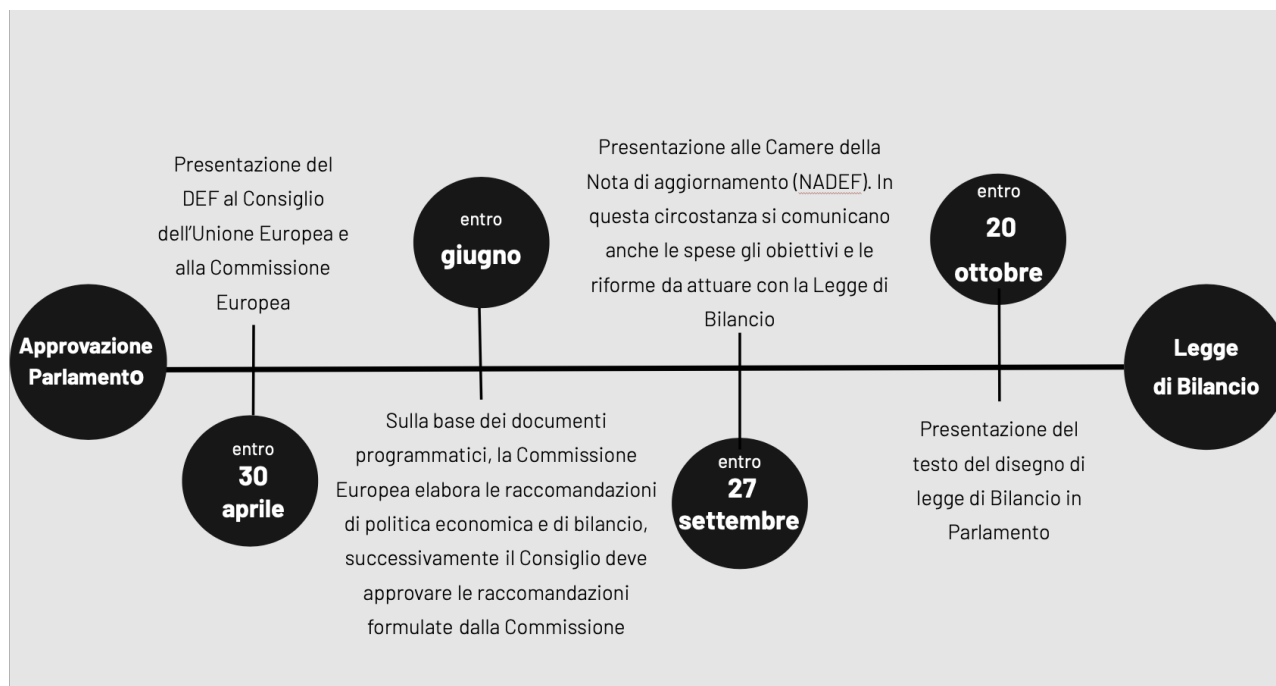 Approvazione
Parlamento
Presentazione del
DEF al Consiglio
dell'Unione Europea e
alla Commissione
Europea
entro
30
aprile
entro
giugno
Sulla base dei documenti
programmatici, la Commissione
Europea elabora le raccomandazioni
di politica economica e di bilancio,
successivamente il Consiglio deve
approvare le raccomandazioni
formulate dalla Commissione
Presentazione alle Camere della
Nota di aggiornamento (NADEF). In
questa circostanza si comunicano
anche le spese gli obiettivi e le
riforme da attuare con la Legge di
Bilancio
entro
27
settembre
entro
20
ottobre
Presentazione del
testo del disegno di
legge di Bilancio in
Parlamento
Legge
di Bilancio